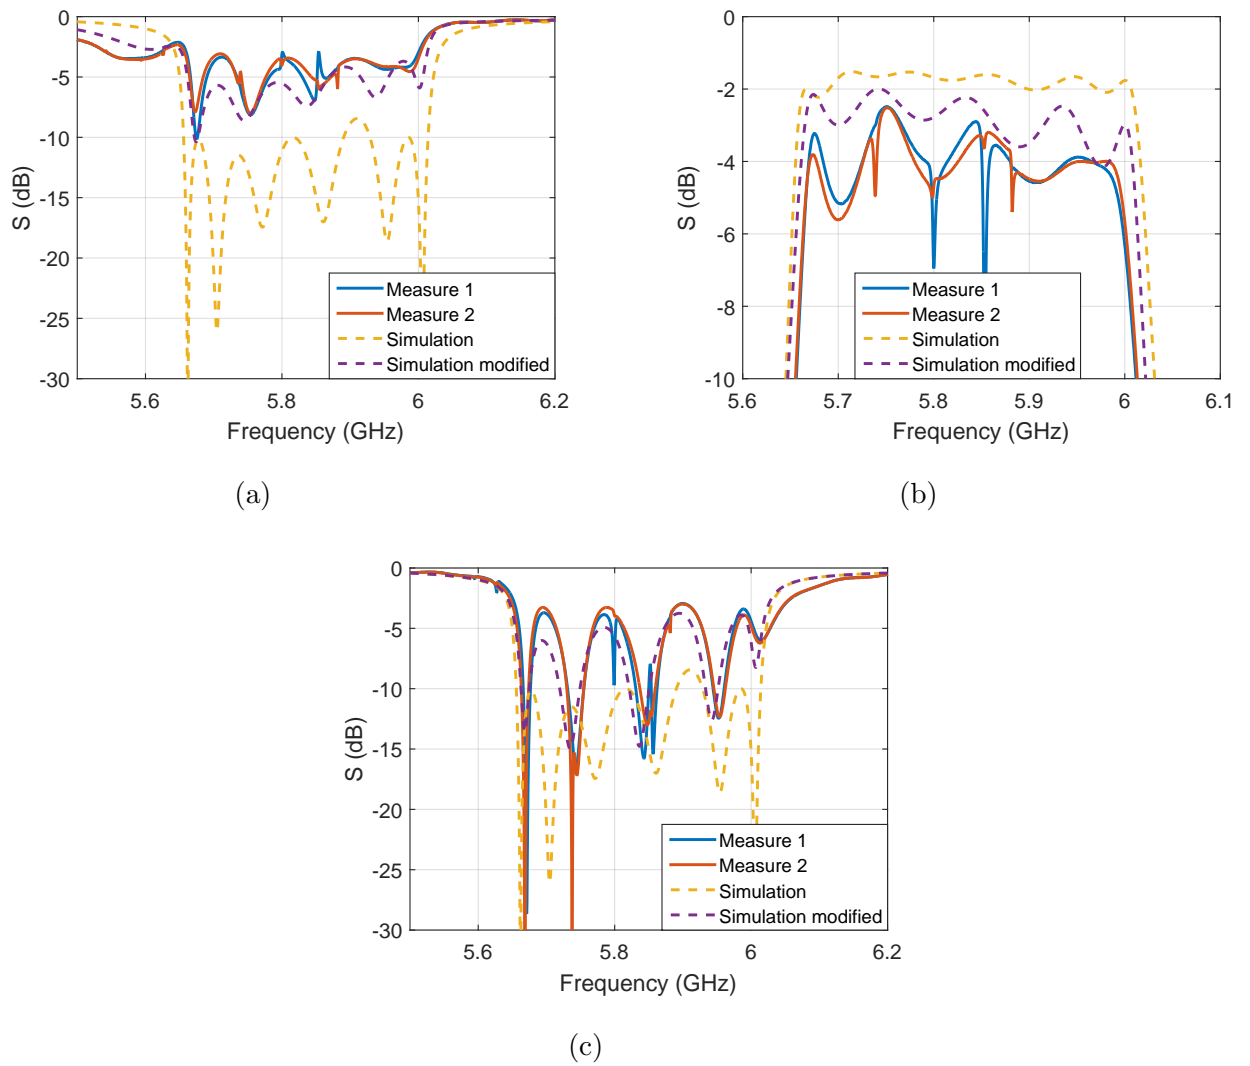 0
-5
-10
-15
-20
-25
-30
S (dB)
5.6
5.8
6
6.2
Frequency (GHz)
Measure 1
Measure 2
Simulation
Simulation modified
(a)
0
-2
-4
-6
-8
-10
S (dB)
5.6
5.7
5.8
5.9
6
6.1
Frequency (GHz)
Measure 1
Measure 2
Simulation
Simulation modified
(b)
0
-5
-10
-15
-20
-25
-30
S (dB)
5.6
5.8
6
6.2
Frequency (GHz)
Measure 1
Measure 2
Simulation
Simulation modified
(c)